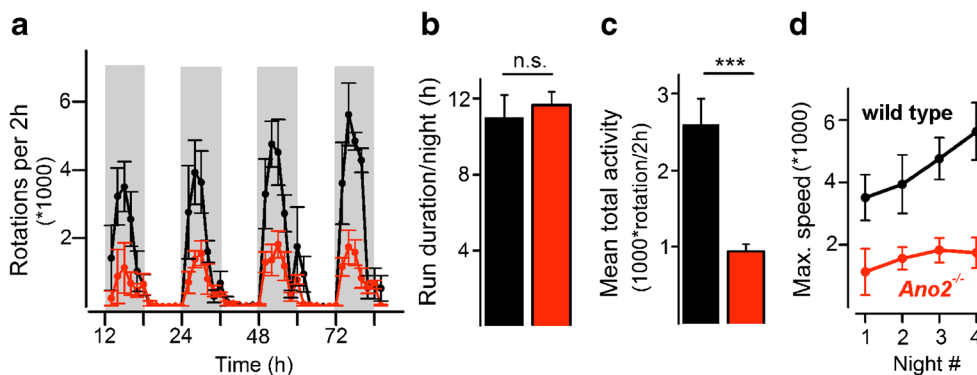 a
Rotations per 2h
(*1000)
6
4
2
12
24
48
72
Time (h)
b
Run duration/night (h)
12
8
4
n.s.
c
Mean total activity
(1000*rotation/2h)
3
2
1
***
d
Max. speed (*1000)
6
4
2
wild type
Ano2-/-
1
2
3
4
Night #